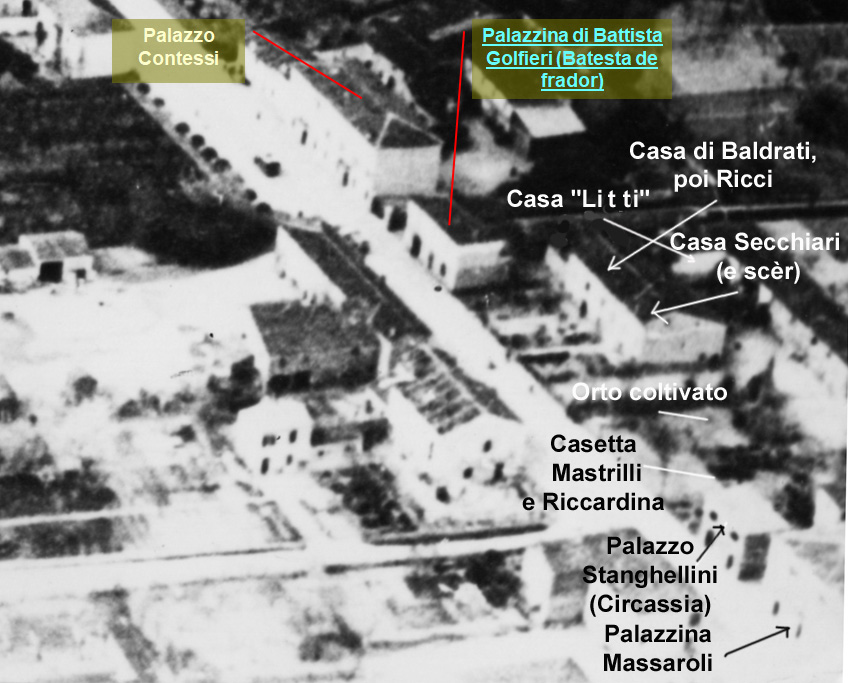 Palazzo
Contessi
Palazzina di Battista
Golfieri (Batesta de
frador)
Casa di Baldrati,
poi Ricci
Casa "Li t ti"
Casa Secchiari
(e scèr)
Orto coltivato
Casetta
Mastrilli
e Riccardina
Palazzo
Stanghellini
(Circassia)
Palazzina
Massaroli